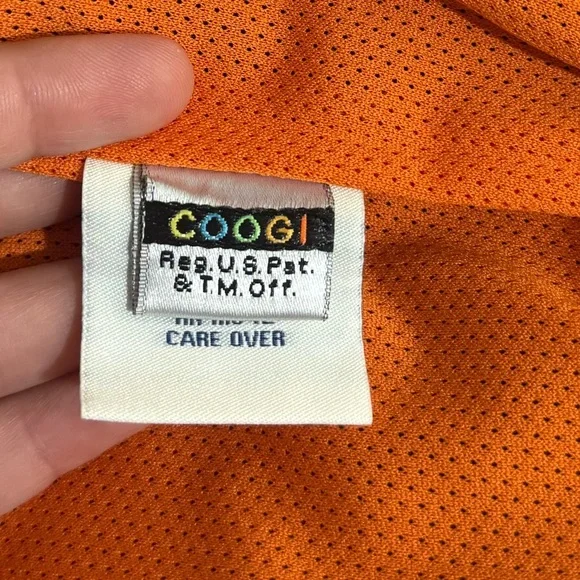 COOGI
Reg. U.S. Pat.
& T.M. Off.
CARE OVER